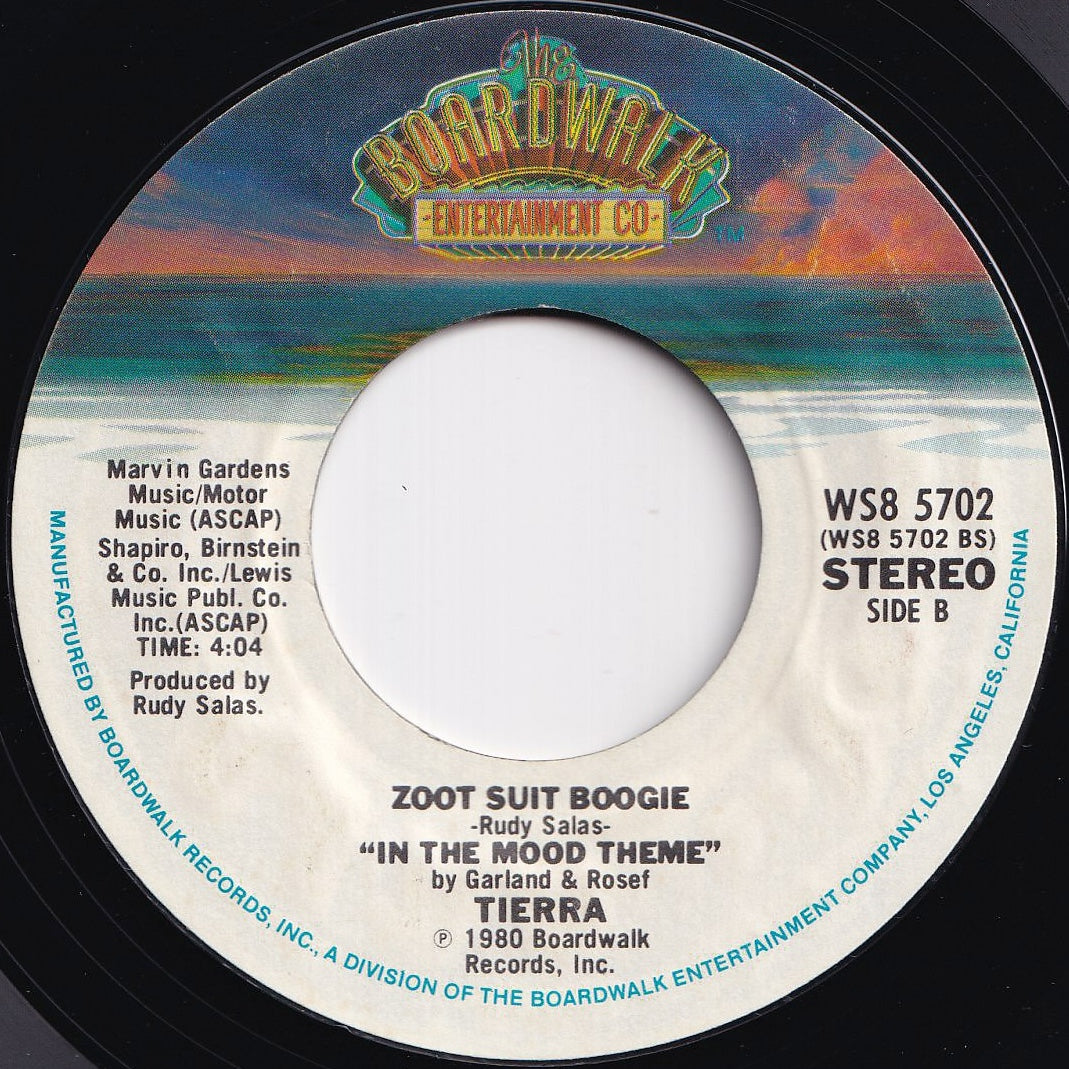 The
BOARDWALK
-ENTERTAINMENT CO-
TM
Marvin Gardens
Music/Motor
Music (ASCAP)
Shapiro, Birnstein
& Co. Inc./Lewis
Music Publ. Co.
Inc.(ASCAP)
TIME: 4:04
Produced by
Rudy Salas.
WS8 5702
(WS8 5702 BS)
STEREO
SIDE B
ZOOT SUIT BOOGIE
-Rudy Salas-
“IN THE MOOD THEME”
by Garland & Rosef
TIERRA
℗ 1980 Boardwalk
Records, Inc.
MANUFACTURED BY BOARDWALK RECORDS, INC., A DIVISION OF THE BOARDWALK ENTERTAINMENT COMPANY, LOS ANGELES, CALIFORNIA